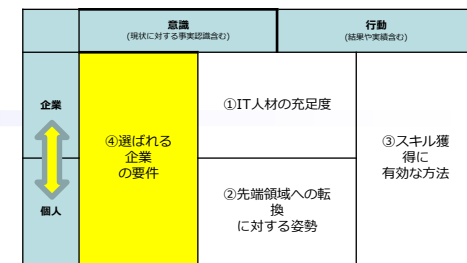 意識
(現状に対する事実認識含む)
行動
(結果や実績含む)
企業
①IT人材の充足度
④選ばれる
企業
の要件
③スキル獲
得に
有効な方法
個人
②先端領域への転
換
に対する姿勢